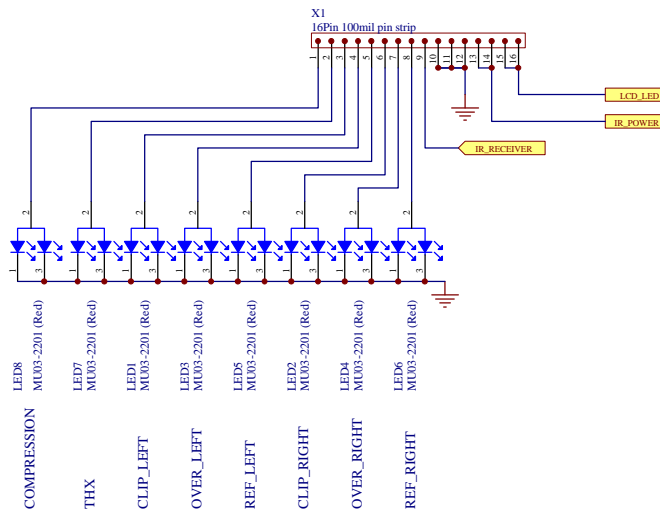 X1
16Pin 100mil pin strip
1
2
3
4
5
6
7
8
9
10
11
12
13
14
15
16
LCD_LED
IR_POWER
IR_RECEIVER
2
2
2
2
2
2
2
2
1
3
1
3
1
3
1
3
1
3
1
3
1
3
1
3
LED8
MU03-2201 (Red)
LED7
MU03-2201 (Red)
LED1
MU03-2201 (Red)
LED3
MU03-2201 (Red)
LED5
MU03-2201 (Red)
LED2
MU03-2201 (Red)
LED4
MU03-2201 (Red)
LED6
MU03-2201 (Red)
COMPRESSION
THX
CLIP_LEFT
OVER_LEFT
REF_LEFT
CLIP_RIGHT
OVER_RIGHT
REF_RIGHT